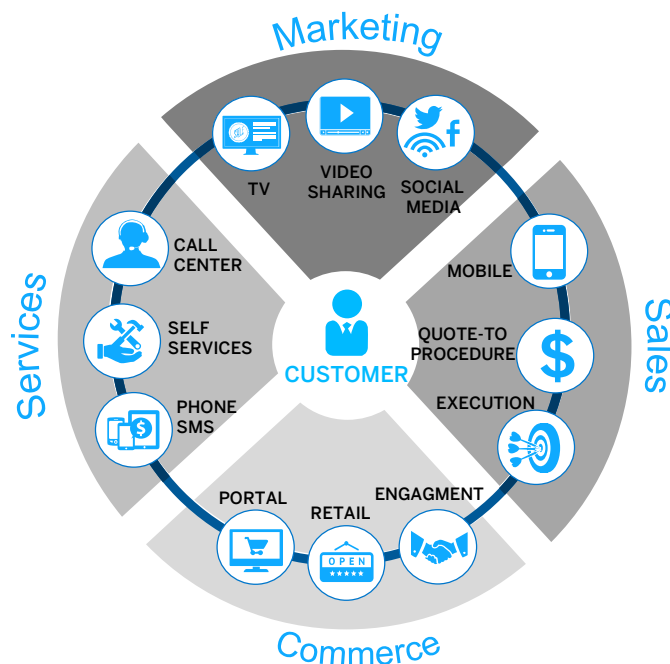 Marketing
TV
VIDEO
SHARING
SOCIAL
MEDIA
Sales
MOBILE
QUOTE-TO
PROCEDURE
EXECUTION
Services
CALL
CENTER
SELF
SERVICES
PHONE
SMS
CUSTOMER
PORTAL
RETAIL
ENGAGMENT
OPEN
Commerce